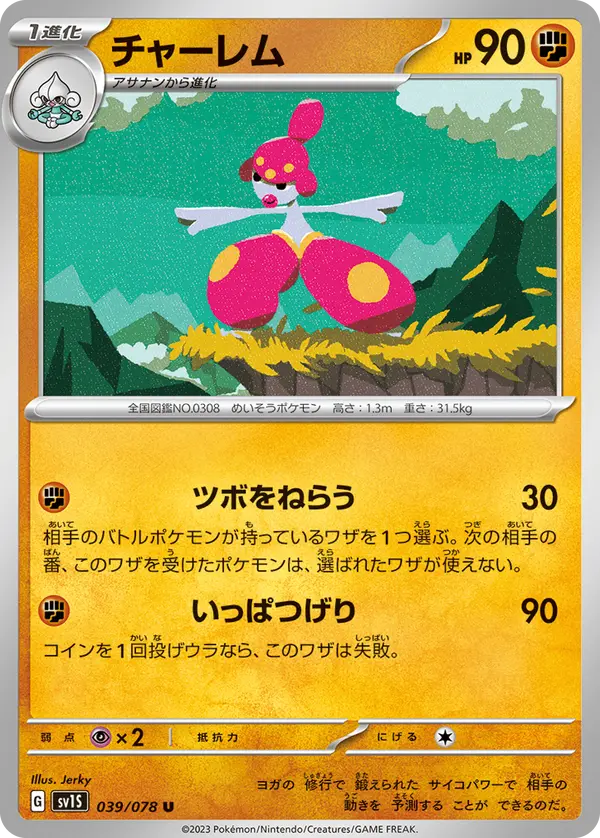 1進化
チャーレム
HP 90
アサナンから進化
全国図鑑NO.0308 めいそうポケモン 高さ:1.3m 重さ:31.5kg
ツボをねらう 30
相手のバトルポケモンが持っているワザを1つ選ぶ。次の相手の
番、このワザを受けたポケモンは、選ばれたワザが使えない。
いっぱつげり 90
コインを1回投げウラなら、このワザは失敗。
弱点 ×2 抵抗力 にげる
Illus. Jerky
G sv1S 039/078 U
ヨガの 修行で 鍛えられた サイコパワーで 相手の
動きを 予測する ことが できるのだ。
©2023 Pokémon/Nintendo/Creatures/GAME FREAK.